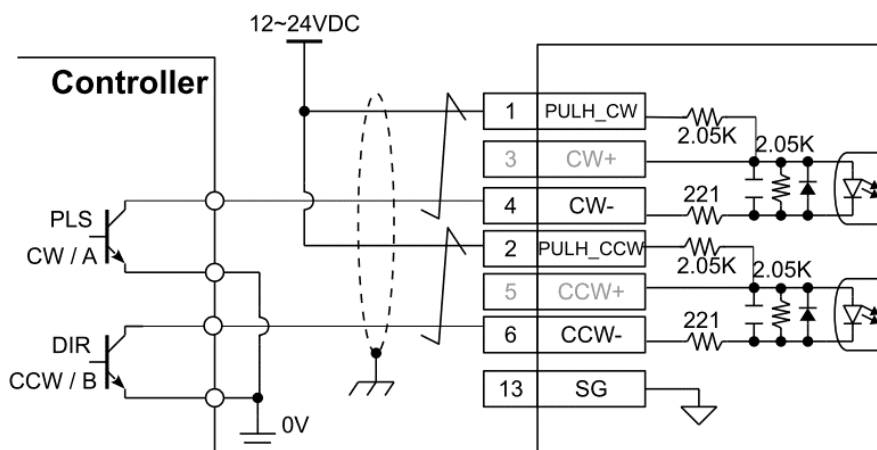 12~24VDC
Controller
PLS
CW / A
DIR
CCW / B
0V
1 PULH_CW
3 CW+
4 CW-
2 PULH_CCW
5 CCW+
6 CCW-
13 SG
2.05K
2.05K
221
2.05K
2.05K
221